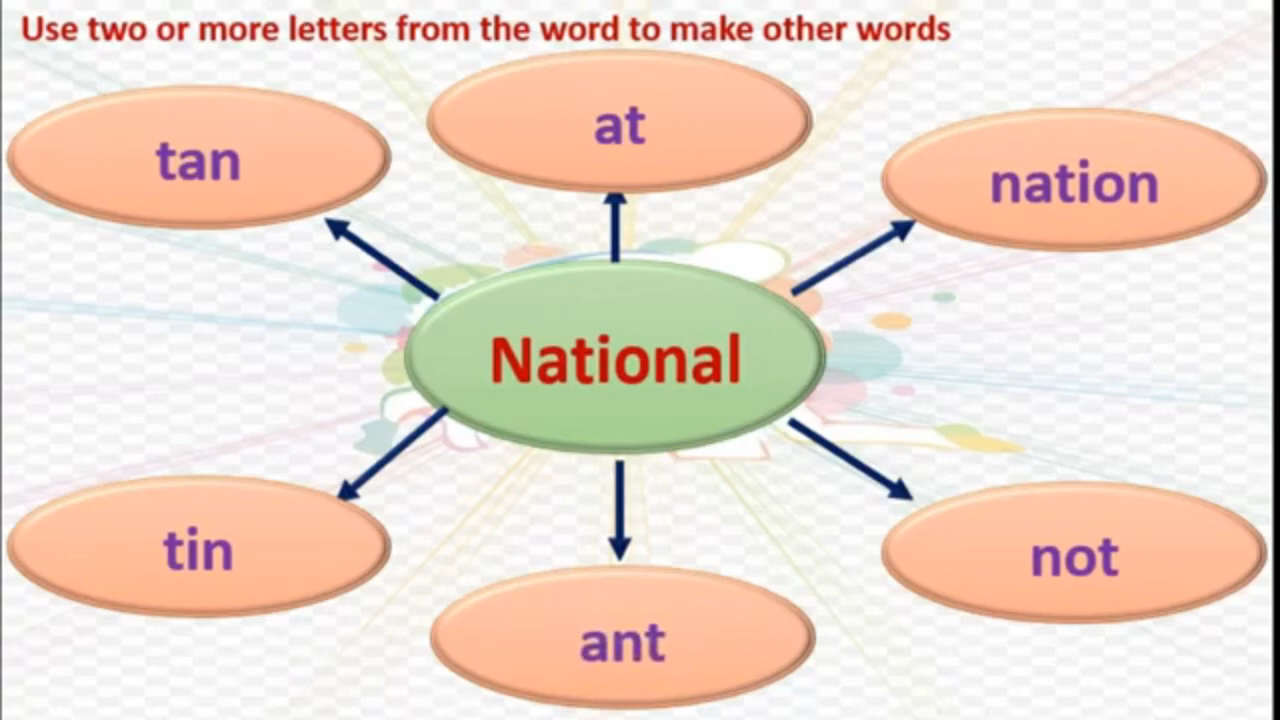 Use two or more letters from the word to make other words
tan
at
nation
National
tin
ant
not